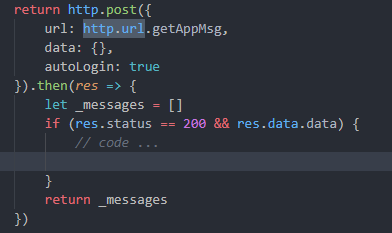 return http.post({
    url: http.url.getAppMsg,
    data: {},
    autoLogin: true
}).then(res => {
    let _messages = []
    if (res.status == 200 && res.data.data) {
        // code ...
    }
    return _messages
})